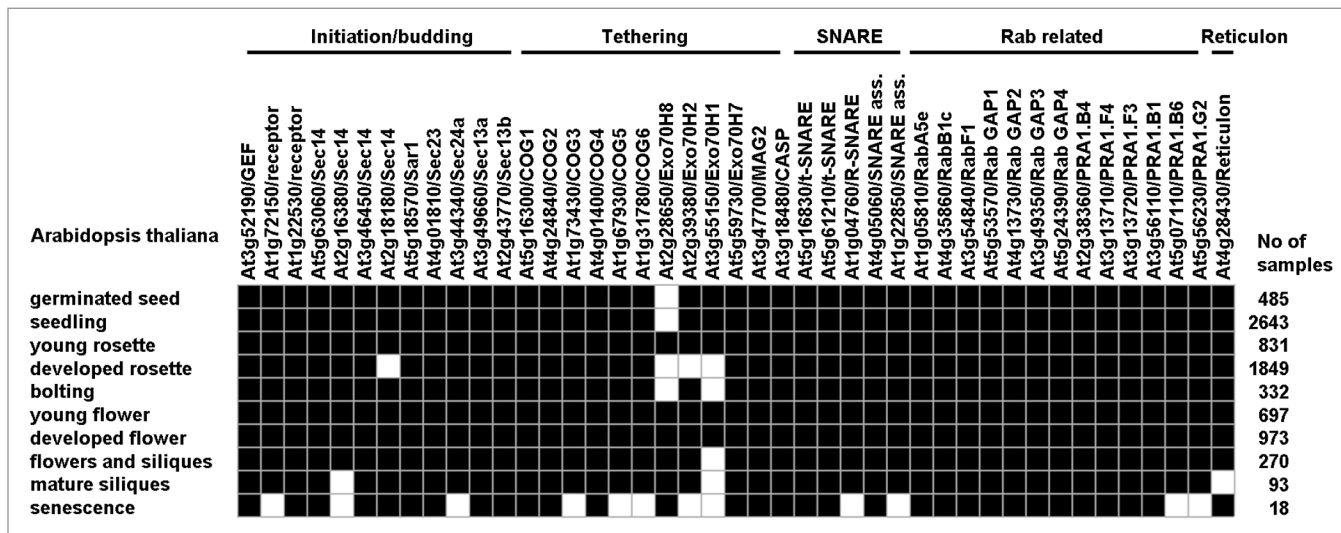 Initiation/budding Tethering SNARE Rab related Reticulon
At3g52190/GEF
At1g72150/receptor
At1g22530/receptor
At5g63060/Sec14
At2g16380/Sec14
At3g46450/Sec14
At2g18180/Sec14
At5g18570/Sar1
At4g01810/Sec23
At3g44340/Sec24a
At3g49660/Sec13a
At2g43770/Sec13b
At5g16300/COG1
At4g24840/COG2
At1g73430/COG3
At4g01400/COG4
At1g67930/COG5
At1g31780/COG6
At2g28650/Exo70H8
At2g39380/Exo70H2
At3g55150/Exo70H1
At5g59730/Exo70H7
At3g47700/MAG2
At3g18480/CASP
At5g16830/t-SNARE
At5g61210/t-SNARE
At1g04760/R-SNARE
At4g05060/SNARE ass.
At1g22850/SNARE ass.
At1g05810/RabA5e
At4g35860/RabB1c
At3g54840/RabF1
At5g53570/Rab GAP1
At4g13730/Rab GAP2
At3g49350/Rab GAP3
At5g24390/Rab GAP4
At2g38360/PRA1.B4
At3g13710/PRA1.F4
At3g13720/PRA1.F3
At3g56110/PRA1.B1
At5g07110/PRA1.B6
At5g56230/PRA1.G2
At4g28430/Reticulon
Arabidopsis thaliana
No of
samples
germinated seed 485
seedling 2643
young rosette 831
developed rosette 1849
bolting 332
young flower 697
developed flower 973
flowers and siliques 270
mature siliques 93
senescence 18